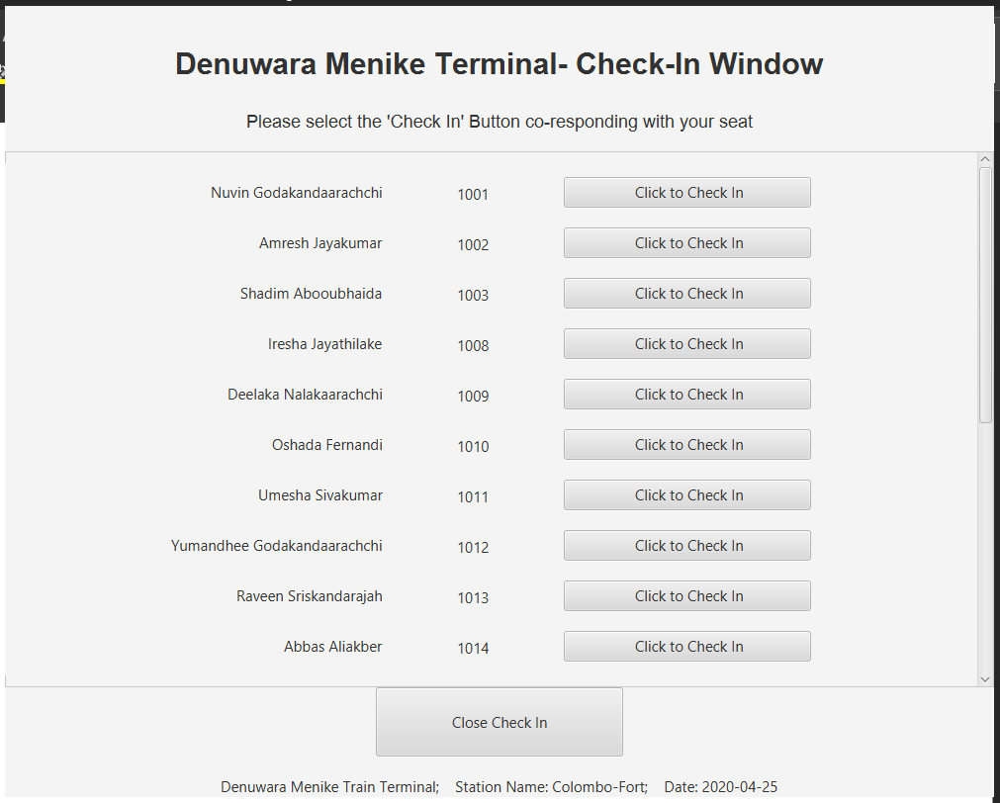 Denuwara Menike Terminal- Check-In Window
Please select the 'Check In' Button co-responding with your seat
Nuvin Godakandaarachchi 1001 Click to Check In
Amresh Jayakumar 1002 Click to Check In
Shadim Abooubhaida 1003 Click to Check In
Iresha Jayathilake 1008 Click to Check In
Deelaka Nalakaarachchi 1009 Click to Check In
Oshada Fernandi 1010 Click to Check In
Umesha Sivakumar 1011 Click to Check In
Yumandhee Godakandaarachchi 1012 Click to Check In
Raveen Sriskandarajah 1013 Click to Check In
Abbas Aliakber 1014 Click to Check In
Close Check In
Denuwara Menike Train Terminal; Station Name: Colombo-Fort; Date: 2020-04-25